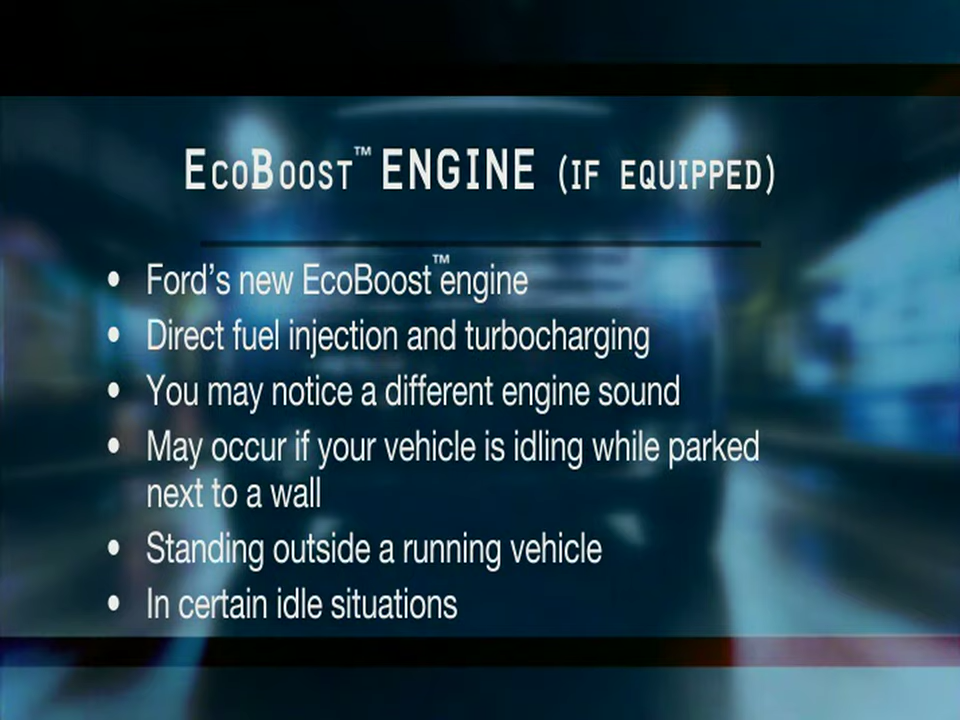 EcoBoost™ ENGINE (IF EQUIPPED)
• Ford's new EcoBoost™ engine
• Direct fuel injection and turbocharging
• You may notice a different engine sound
• May occur if your vehicle is idling while parked
next to a wall
• Standing outside a running vehicle
• In certain idle situations